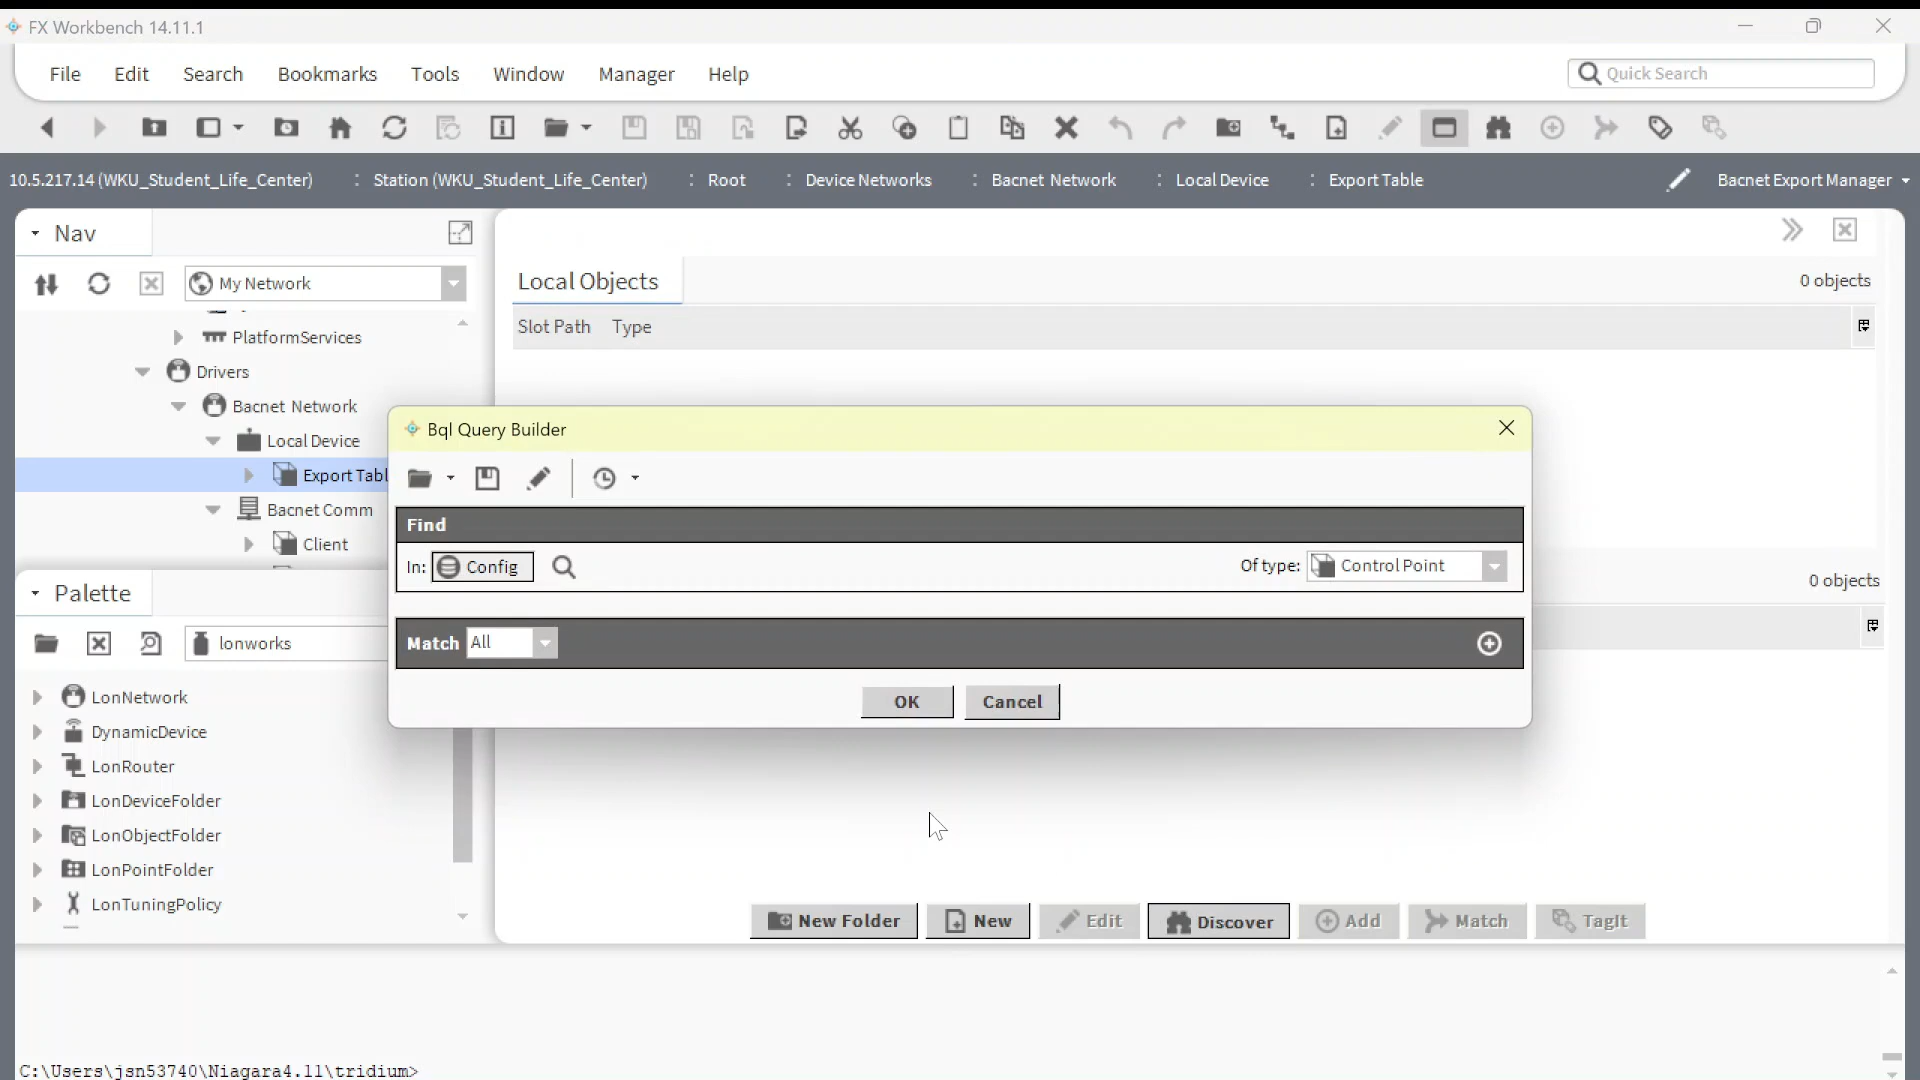 FX Workbench 14.11.1
File Edit Search Bookmarks Tools Window Manager Help
Quick Search
10.5.217.14 (WKU_Student_Life_Center) : Station (WKU_Student_Life_Center) : Root : Device Networks : Bacnet Network : Local Device : Export Table
Bacnet Export Manager
Nav
My Network
PlatformServices
Drivers
Bacnet Network
Local Device
Export Tabl
Bacnet Comm
Client
Local Objects
0 objects
Slot Path Type
Bql Query Builder
Find
In: Config
Of type: Control Point
Match All
OK Cancel
0 objects
Palette
lonworks
LonNetwork
DynamicDevice
LonRouter
LonDeviceFolder
LonObjectFolder
LonPointFolder
LonTuningPolicy
New Folder New Edit Discover Add Match TagIt
C:\Users\jsn53740\Niagara4.11\tridium>